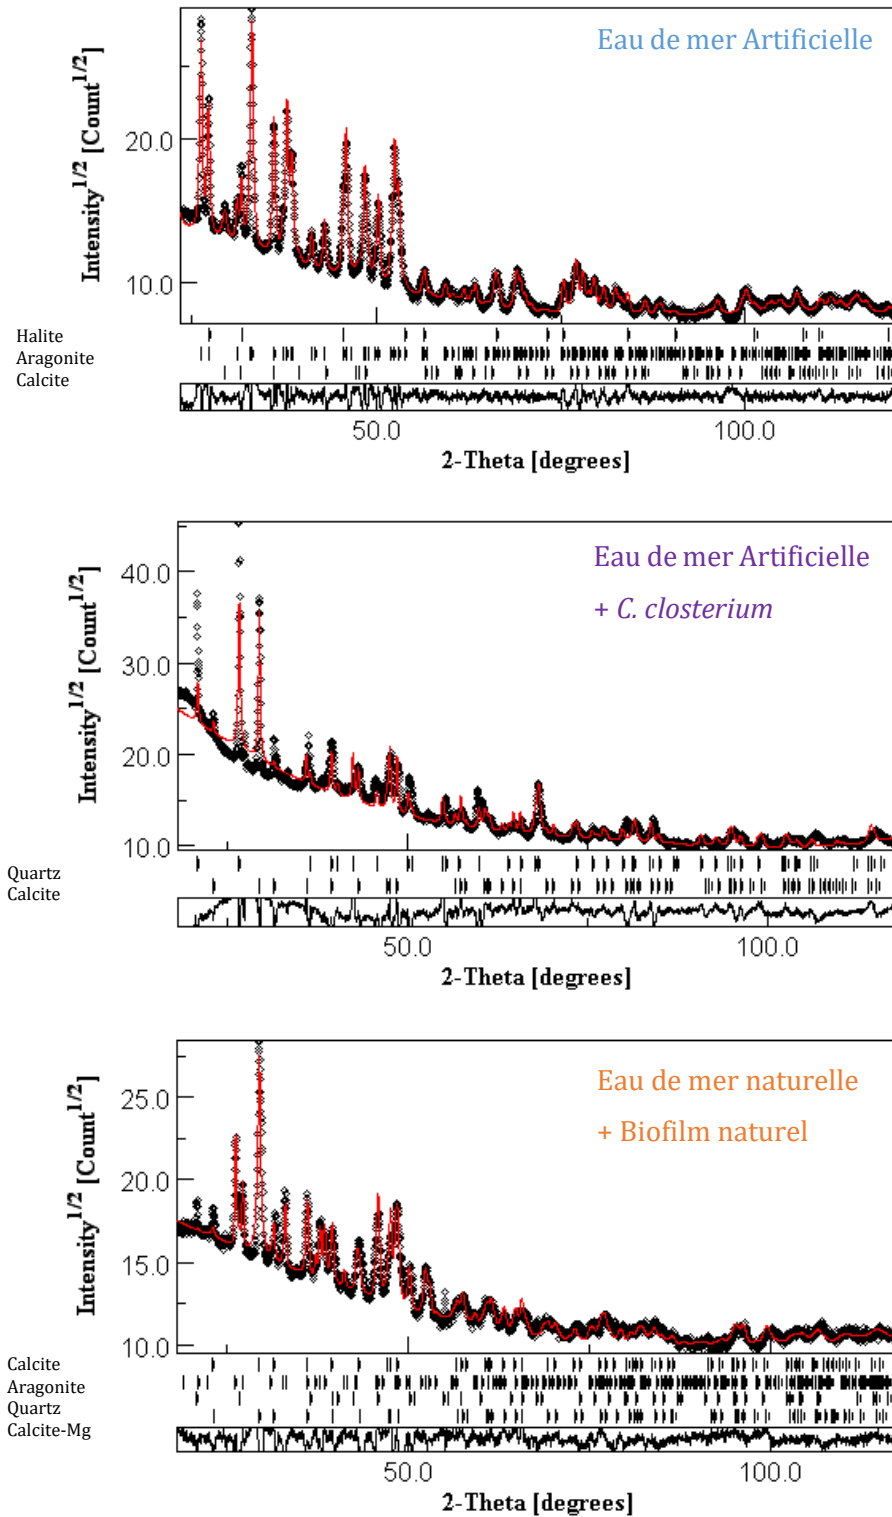 Eau de mer Artificielle
Intensity^1/2 [Count^1/2]
20.0
10.0
Halite
Aragonite
Calcite
50.0 100.0
2-Theta [degrees]
Eau de mer Artificielle
+ C. closterium
Intensity^1/2 [Count^1/2]
40.0
30.0
20.0
10.0
Quartz
Calcite
50.0 100.0
2-Theta [degrees]
Eau de mer naturelle
+ Biofilm naturel
Intensity^1/2 [Count^1/2]
25.0
20.0
15.0
10.0
Calcite
Aragonite
Quartz
Calcite-Mg
50.0 100.0
2-Theta [degrees]